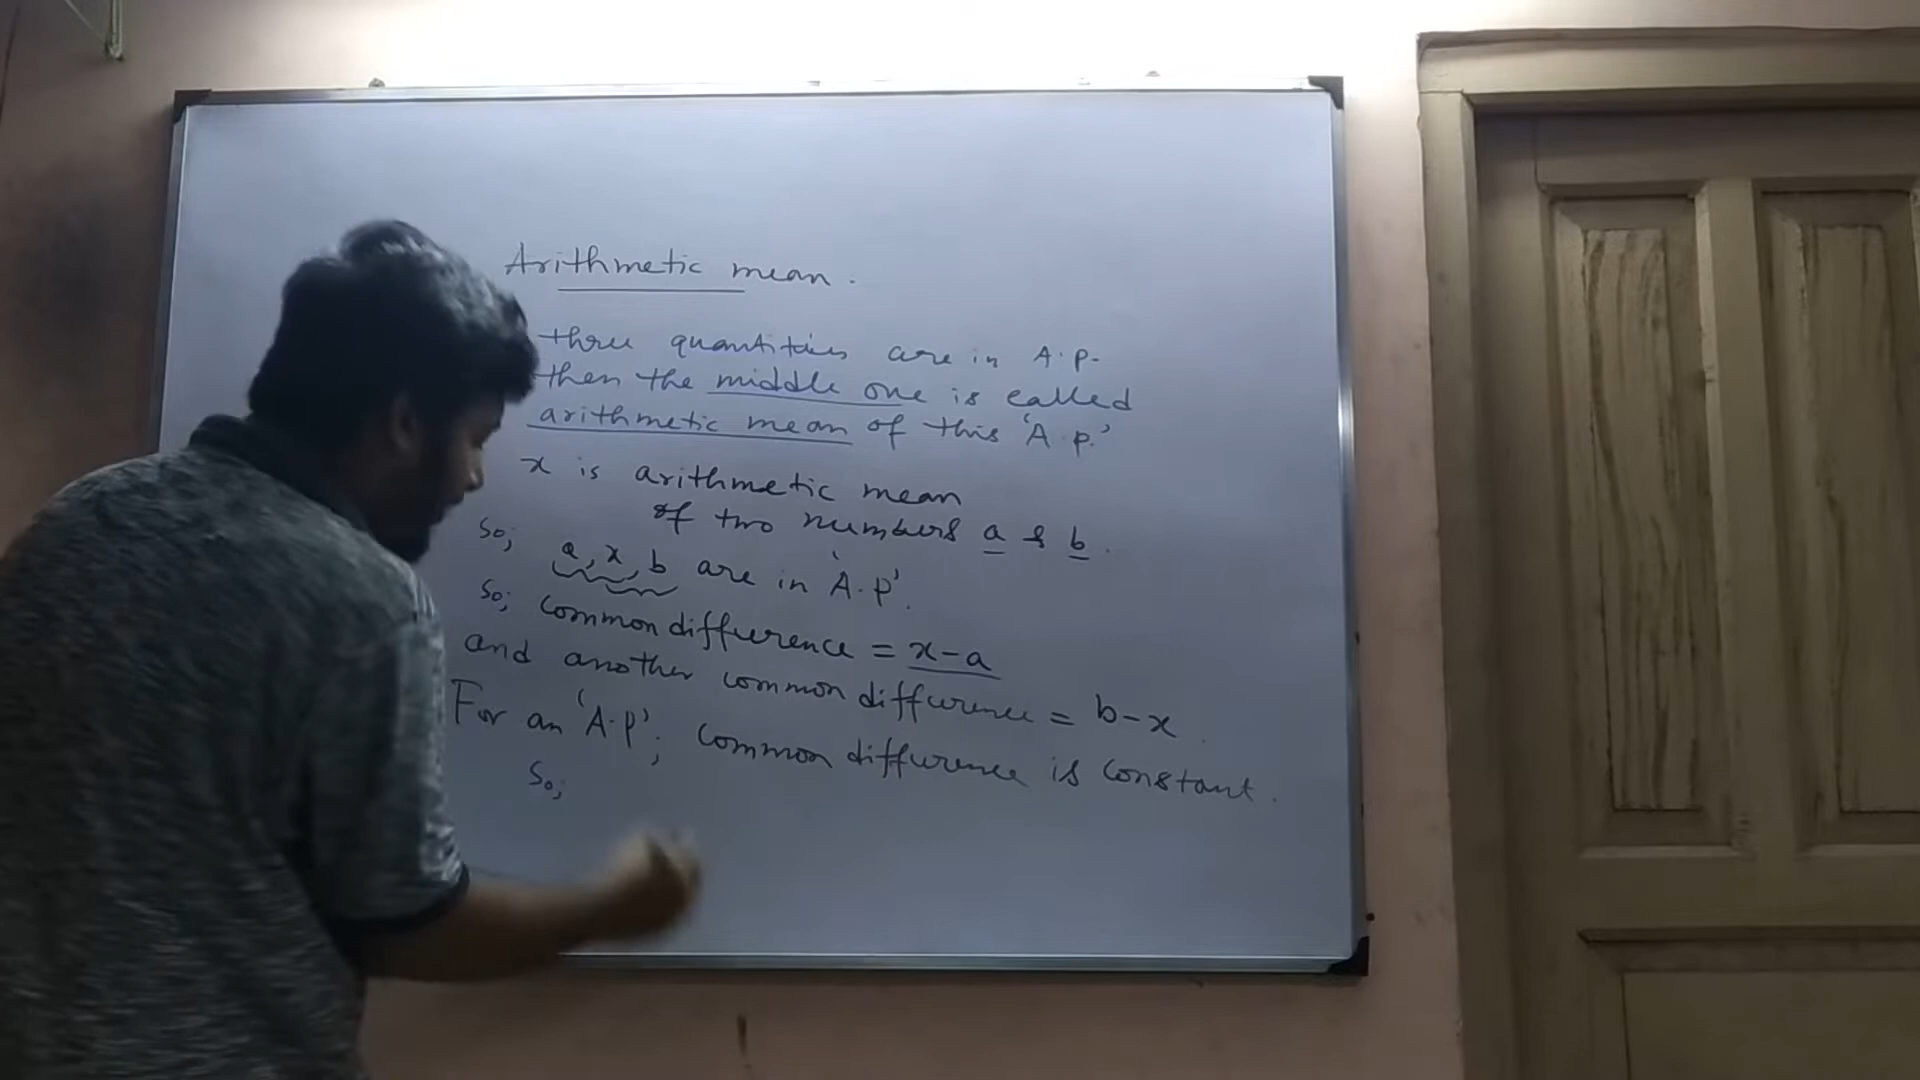 Arithmetic mean.
three quantities are in A.P.
then the middle one is called
arithmetic mean of this 'A.P.'
x is arithmetic mean
of two numbers a & b.
So; a, x, b are in 'A.P'.
So; common difference = x-a
and another common difference = b-x.
For an 'A.P'; common difference is constant.
So;